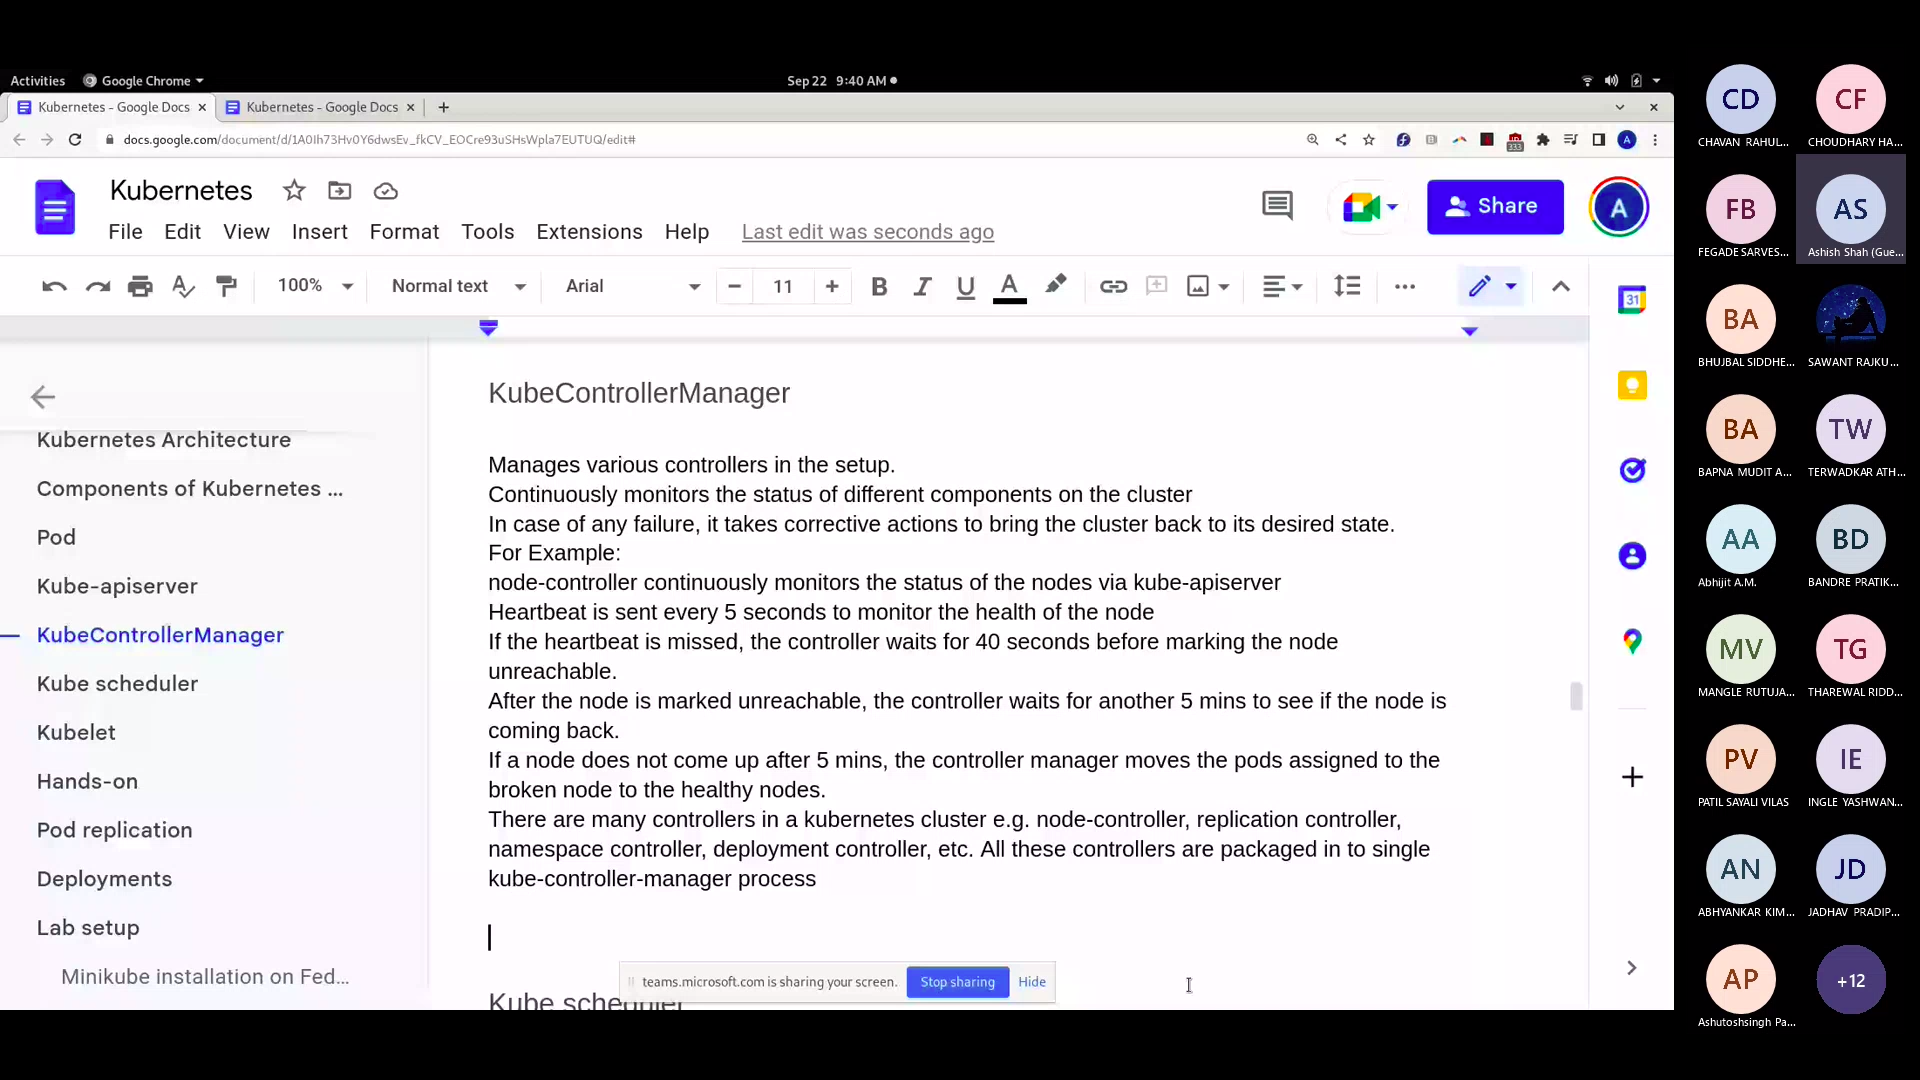 Activities
Google Chrome
Sep 22 9:40 AM
Kubernetes - Google Docs
Kubernetes - Google Docs
docs.google.com/document/d/1A0Ih73Hv0Y6dwsEv_fkCV_EOCre93uSHsWpla7EUTUQ/edit#
333
Kubernetes
File Edit View Insert Format Tools Extensions Help Last edit was seconds ago
Share
A
100% Normal text Arial 11 B I U A
31
Kubernetes Architecture
Components of Kubernetes ...
Pod
Kube-apiserver
KubeControllerManager
Kube scheduler
Kubelet
Hands-on
Pod replication
Deployments
Lab setup
Minikube installation on Fed...
KubeControllerManager
Manages various controllers in the setup.
Continuously monitors the status of different components on the cluster
In case of any failure, it takes corrective actions to bring the cluster back to its desired state.
For Example:
node-controller continuously monitors the status of the nodes via kube-apiserver
Heartbeat is sent every 5 seconds to monitor the health of the node
If the heartbeat is missed, the controller waits for 40 seconds before marking the node
unreachable.
After the node is marked unreachable, the controller waits for another 5 mins to see if the node is
coming back.
If a node does not come up after 5 mins, the controller manager moves the pods assigned to the
broken node to the healthy nodes.
There are many controllers in a kubernetes cluster e.g. node-controller, replication controller,
namespace controller, deployment controller, etc. All these controllers are packaged in to single
kube-controller-manager process
Kube scheduler
teams.microsoft.com is sharing your screen. Stop sharing Hide
CD
CHAVAN RAHUL...
CF
CHOUDHARY HA...
FB
FEGADE SARVES...
AS
Ashish Shah (Gue...
BA
BHUJBAL SIDDHE...
SAWANT RAJKU...
BA
BAPNA MUDIT A...
TW
TERWADKAR ATH...
AA
Abhijit A.M.
BD
BANDRE PRATIK...
MV
MANGLE RUTUJA...
TG
THAREWAL RIDD...
PV
PATIL SAYALI VILAS
IE
INGLE YASHWAN...
AN
ABHYANKAR KIM...
JD
JADHAV PRADIP...
AP
Ashutoshsingh Pa...
+12